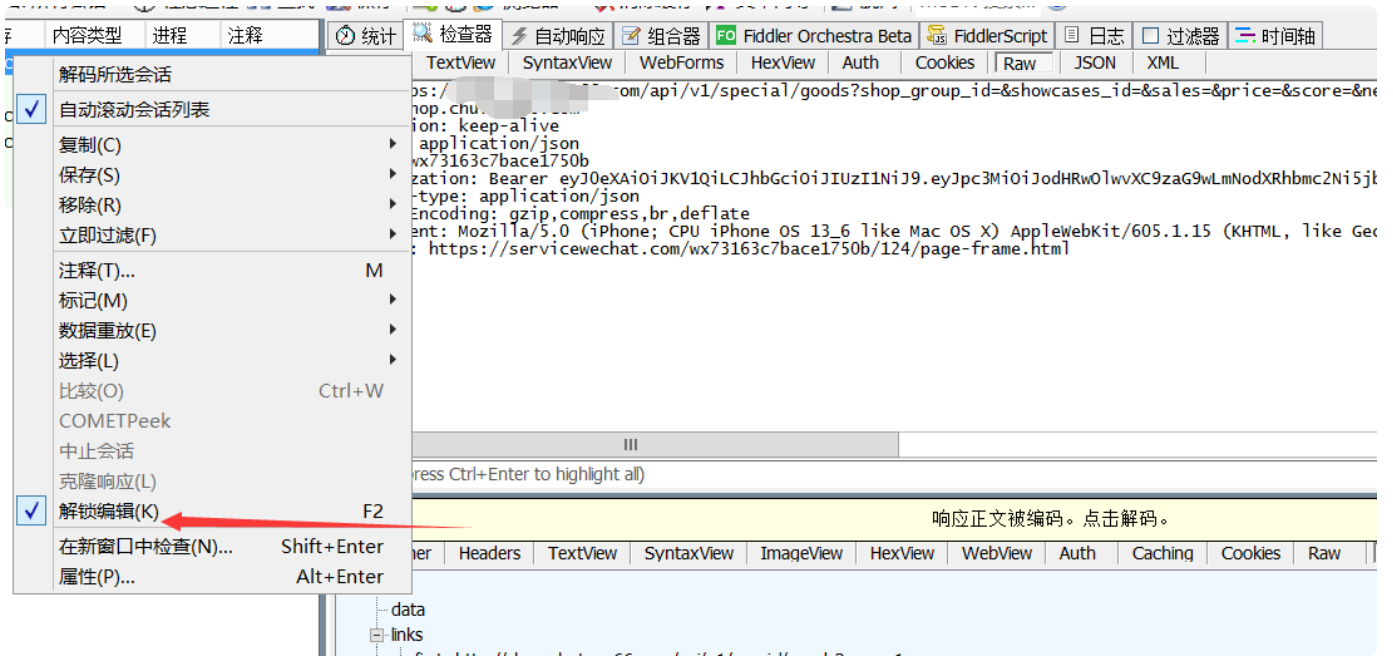 内容类型 进程 注释
统计 检查器 自动响应 组合器 FO Fiddler Orchestra Beta FiddlerScript 日志 过滤器 时间轴
TextView SyntaxView WebForms HexView Auth Cookies Raw JSON XML
解码所选会话
自动滚动会话列表
复制(C)
保存(S)
移除(R)
立即过滤(F)
注释(T)... M
标记(M)
数据重放(E)
选择(L)
比较(O) Ctrl+W
COMETPeek
中止会话
克隆响应(L)
解锁编辑(K) F2
在新窗口中检查(N)... Shift+Enter
属性(P)... Alt+Enter
om/api/v1/special/goods?shop_group_id=&showcases_id=&sales=&price=&score=&ne
hop.chu
ion: keep-alive
application/json
wx73163c7bace1750b
zation: Bearer eyJ0eXAiOiJKV1QiLCJhbGciOiJIUzI1NiJ9.eyJpc3MiOiJodHRwOlwvXC9zaG9wLmNodXRhbmc2Ni5jb
-type: application/json
Encoding: gzip,compress,br,deflate
ent: Mozilla/5.0 (iPhone; CPU iPhone OS 13_6 like Mac OS X) AppleWebKit/605.1.15 (KHTML, like Gec
: https://servicewechat.com/wx73163c7bace1750b/124/page-frame.html
ress Ctrl+Enter to highlight all)
响应正文被编码。点击解码。
ner Headers TextView SyntaxView ImageView HexView WebView Auth Caching Cookies Raw
data
links